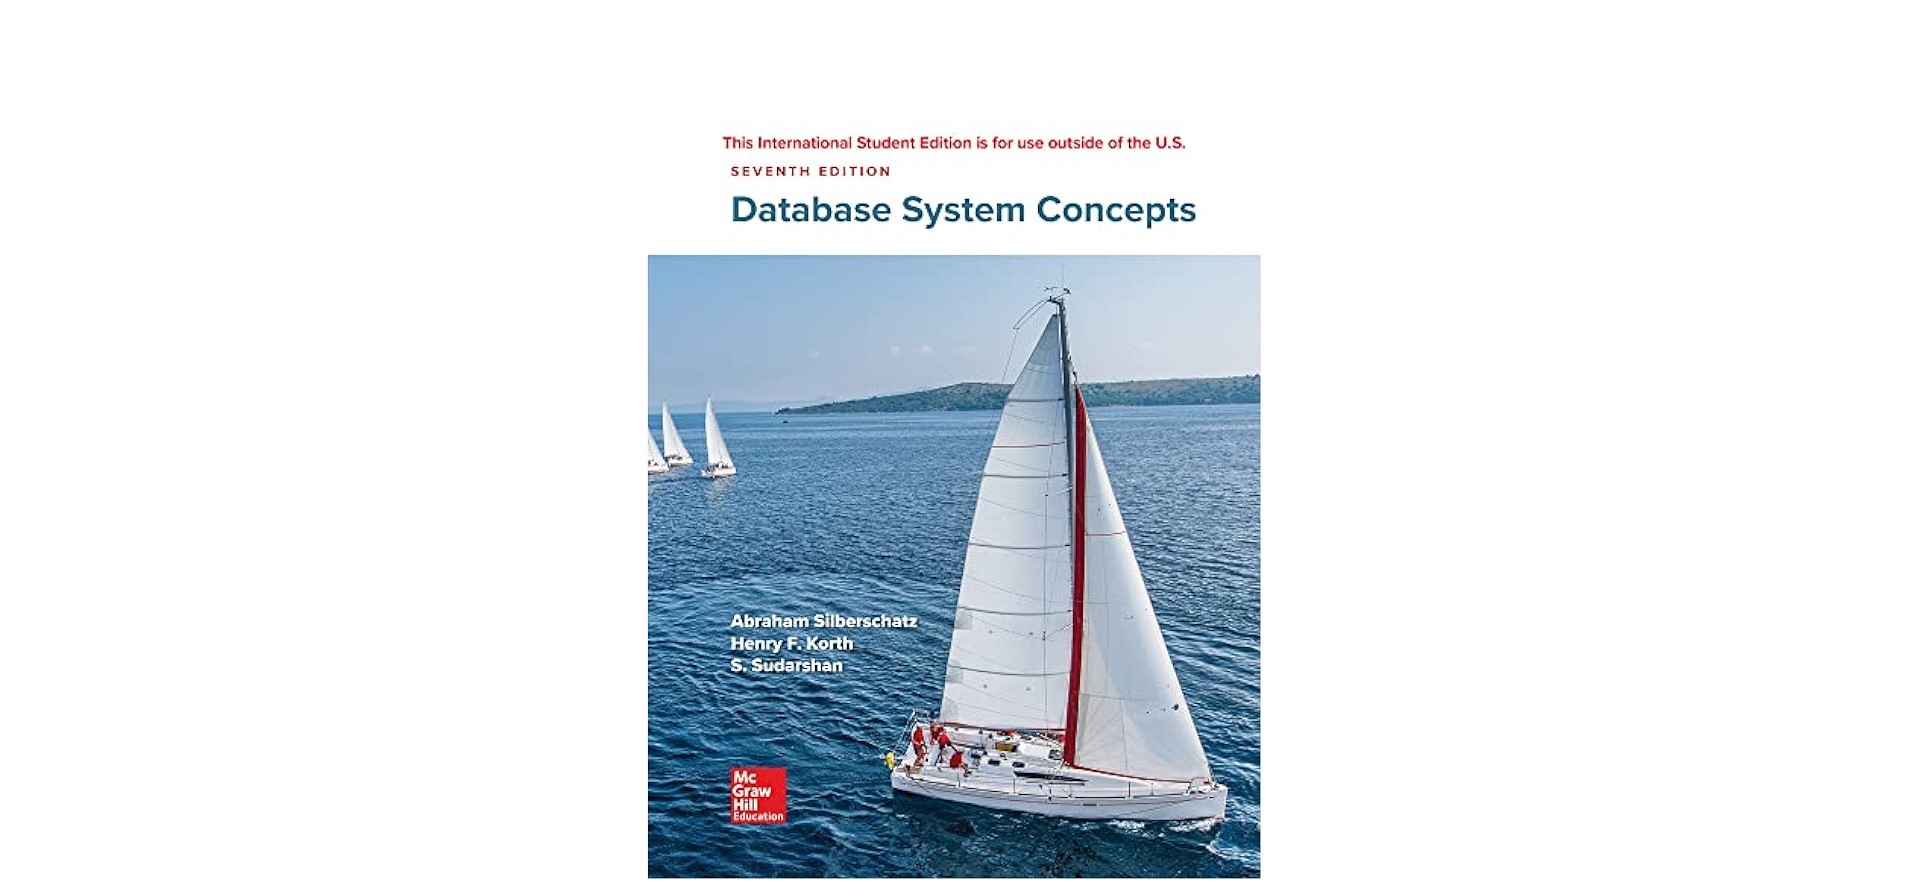 This International Student Edition is for use outside of the U.S.
SEVENTH EDITION
Database System Concepts
Abraham Silberschatz
Henry F. Korth
S. Sudarshan
Mc
Graw
Hill
Education